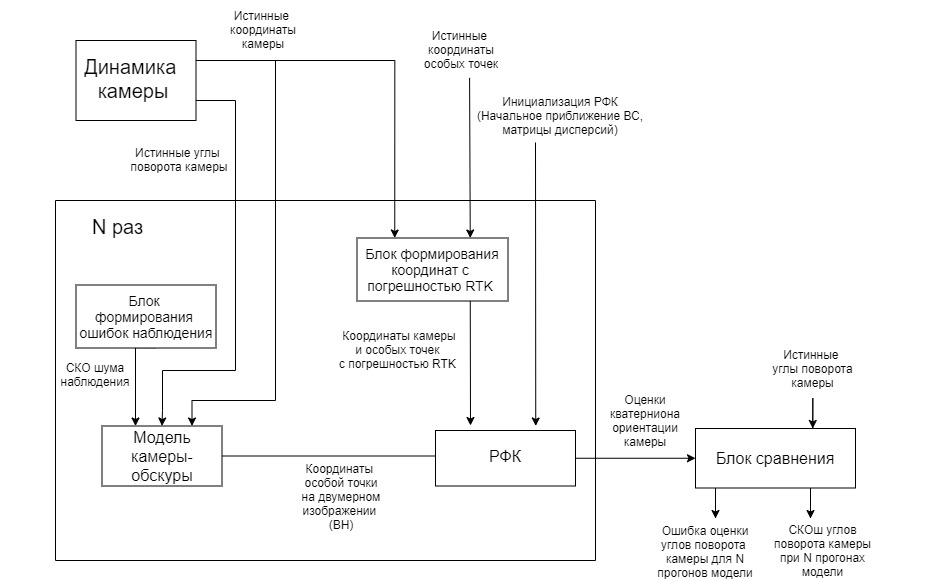 Истинные
координаты
камеры
Динамика
камеры
Истинные
координаты
особых точек
Инициализация РФК
(Начальное приближение ВС,
матрицы дисперсий)
Истинные углы
поворота камеры
N раз
Блок формирования
координат с
погрешностью RTK
Блок
формирования
ошибок наблюдения
Координаты камеры
и особых точек
с погрешностью RTK
СКО шума
наблюдения
Истинные
углы поворота
камеры
Оценки
кватерниона
ориентации
камеры
Модель
камеры-
обскуры
РФК
Блок сравнения
Координаты
особой точки
на двумерном
изображении
(ВН)
Ошибка оценки
углов поворота
камеры для N
прогонов модели
СКОш углов
поворота камеры
при N прогонах
модели